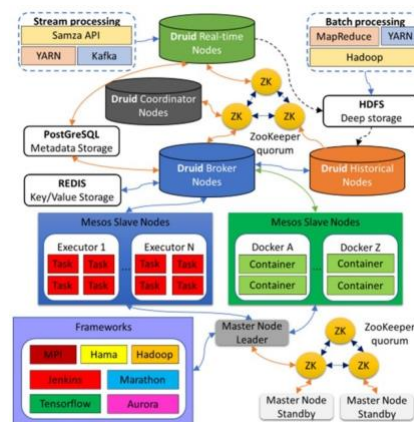 Stream processing
Samza API
YARN
Kafka
Druid Real-time
Nodes
Batch processing
MapReduce
YARN
Hadoop
ZK
ZK
ZK
ZooKeeper
quorum
Druid Coordinator
Nodes
HDFS
Deep storage
PostGreSQL
Metadata Storage
REDIS
Key/Value Storage
Druid Broker
Nodes
Druid Historical
Nodes
Mesos Slave Nodes
Executor 1
Task
Task
Task
Task
...
Executor N
Task
Task
Task
Task
Mesos Slave Nodes
Docker A
Container
Container
...
Docker Z
Container
Container
Frameworks
MPI
Hama
Hadoop
Jenkins
Marathon
Tensorflow
Aurora
Master Node
Leader
ZK
ZK
ZK
ZooKeeper
quorum
Master Node
Standby
Master Node
Standby